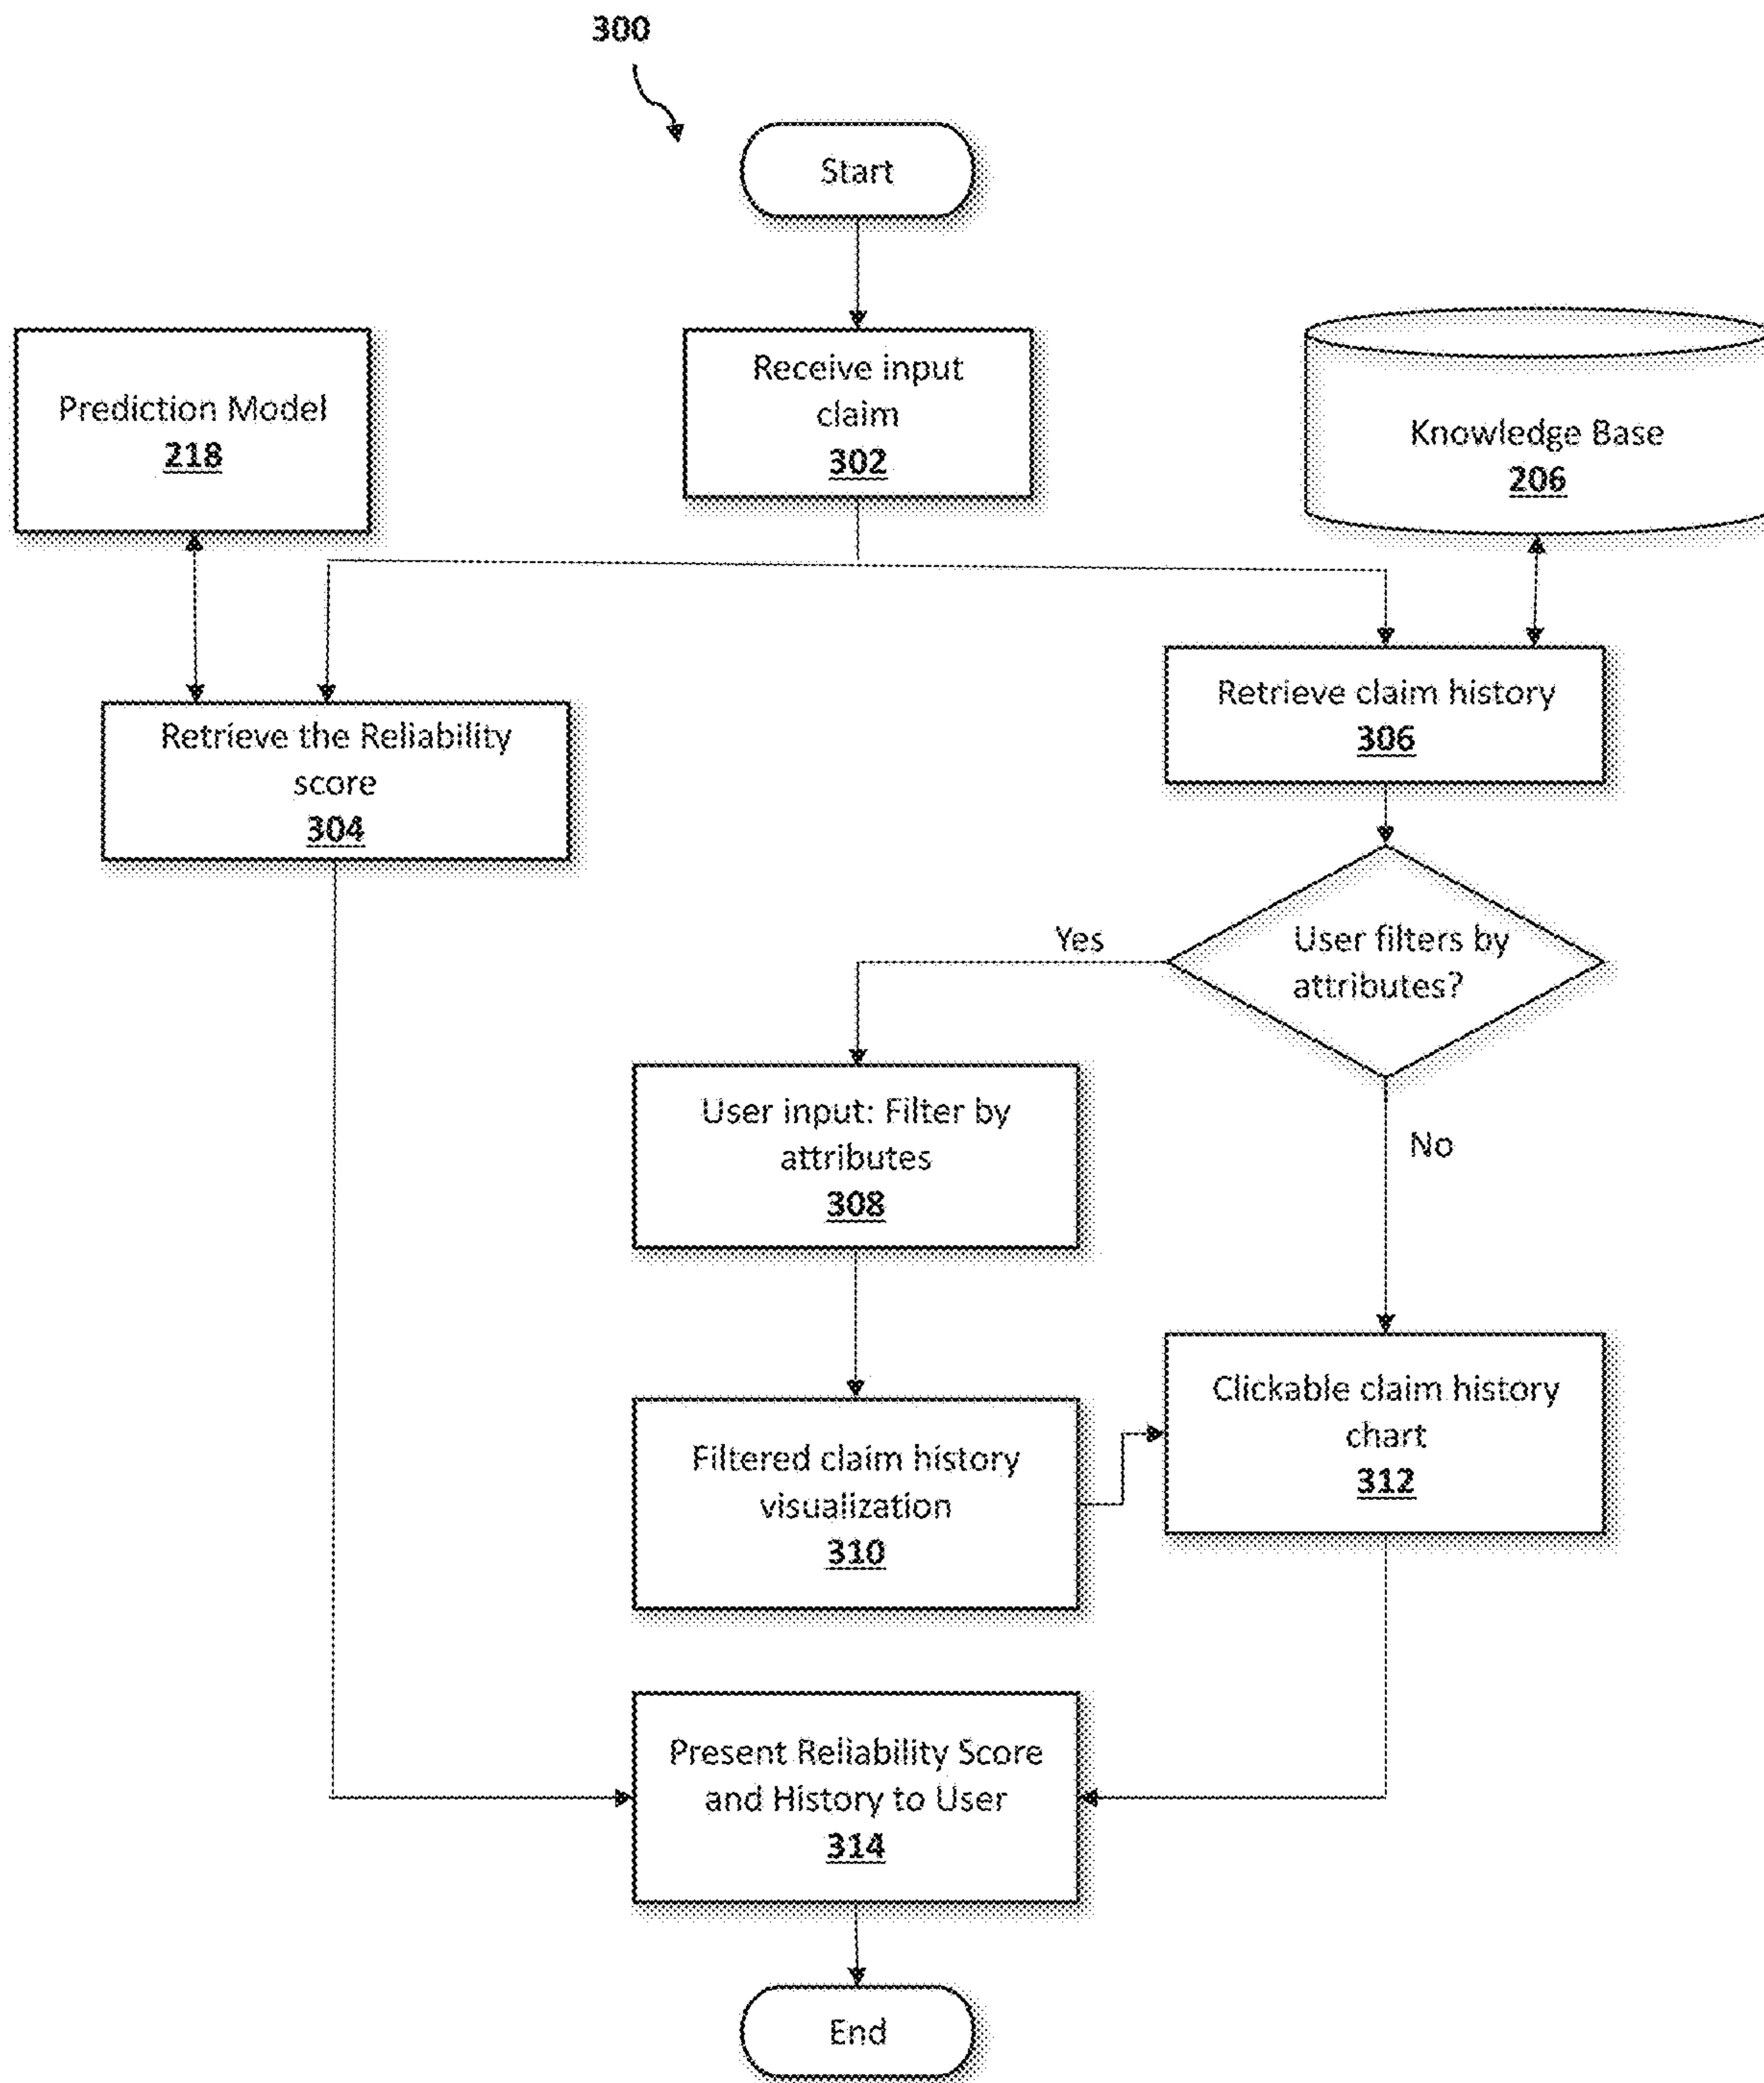 300
Start
Prediction Model
218
Receive input
claim
302
Knowledge Base
206
Retrieve the Reliability
score
304
Retrieve claim history
306
User filters by
attributes?
Yes
No
User input: Filter by
attributes
308
Filtered claim history
visualization
310
Clickable claim history
chart
312
Present Reliability Score
and History to User
314
End